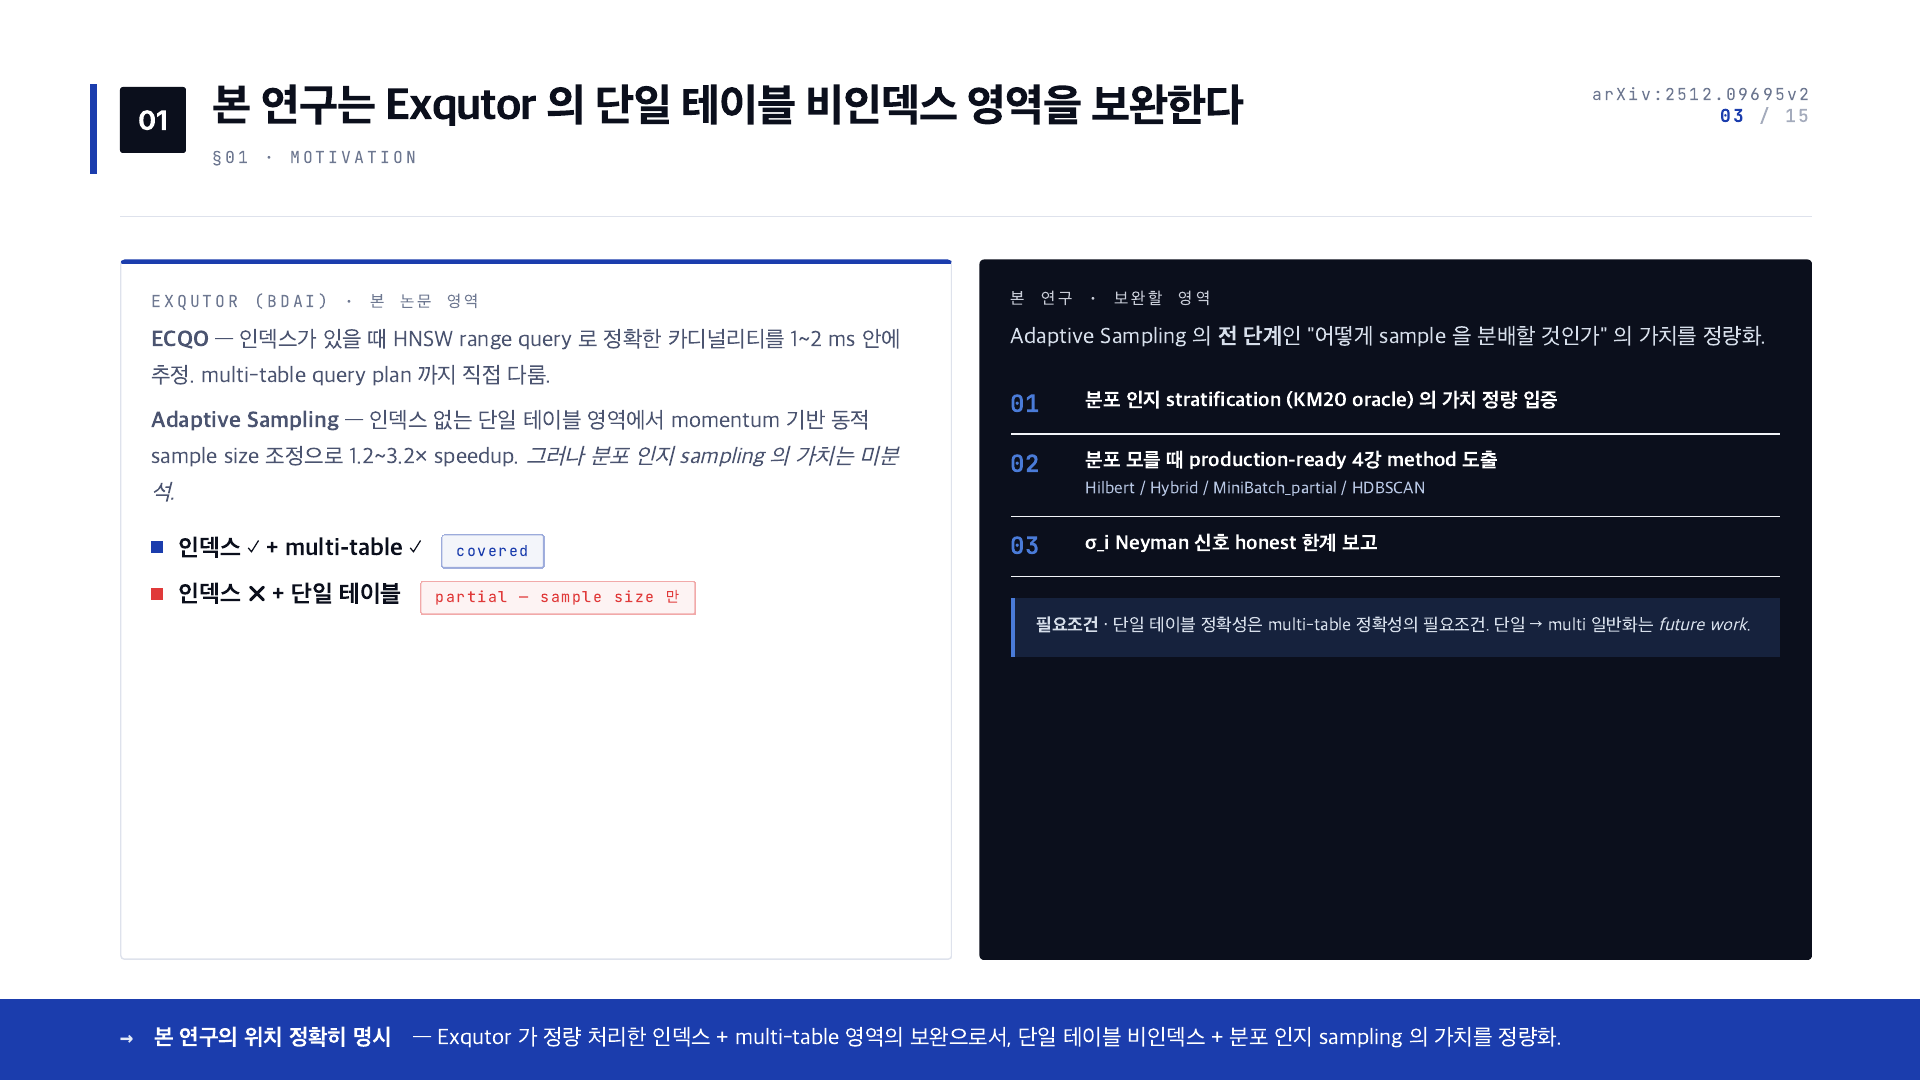 01
본 연구는 Exqutor 의 단일 테이블 비인덱스 영역을 보완한다
§01 · MOTIVATION
arXiv:2512.09695v2
03 / 15
EXQUTOR (BDAI) · 본 논문 영역
ECQO — 인덱스가 있을 때 HNSW range query 로 정확한 카디널리티를 1~2 ms 안에
추정. multi-table query plan 까지 직접 다룸.
Adaptive Sampling — 인덱스 없는 단일 테이블 영역에서 momentum 기반 동적
sample size 조정으로 1.2~3.2× speedup. 그러나 분포 인지 sampling 의 가치는 미분
석.
인덱스 ✓ + multi-table ✓ covered
인덱스 ✕ + 단일 테이블 partial — sample size 만
본 연구 · 보완할 영역
Adaptive Sampling 의 전 단계인 "어떻게 sample 을 분배할 것인가" 의 가치를 정량화.
01 분포 인지 stratification (KM20 oracle) 의 가치 정량 입증
02 분포 모를 때 production-ready 4강 method 도출
Hilbert / Hybrid / MiniBatch_partial / HDBSCAN
03 σ_i Neyman 신호 honest 한계 보고
필요조건 · 단일 테이블 정확성은 multi-table 정확성의 필요조건. 단일 → multi 일반화는 future work.
→ 본 연구의 위치 정확히 명시 — Exqutor 가 정량 처리한 인덱스 + multi-table 영역의 보완으로서, 단일 테이블 비인덱스 + 분포 인지 sampling 의 가치를 정량화.